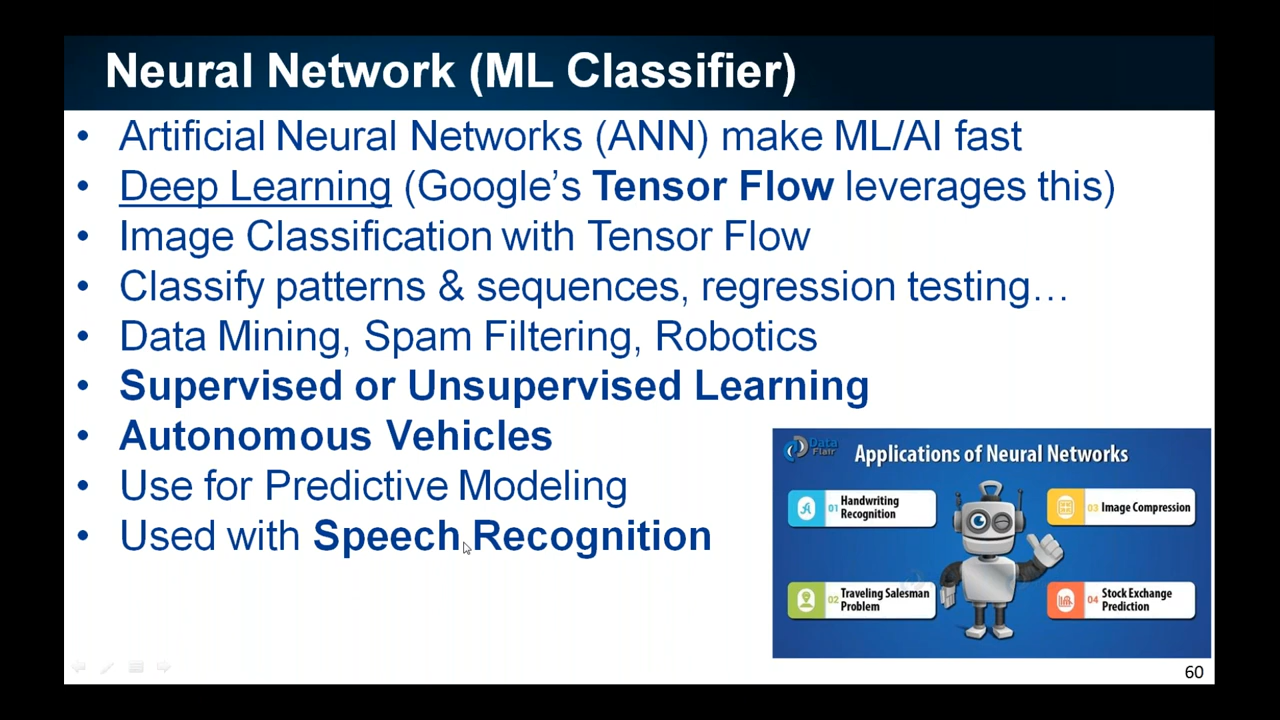 Neural Network (ML Classifier)
• Artificial Neural Networks (ANN) make ML/AI fast
• Deep Learning (Google's Tensor Flow leverages this)
• Image Classification with Tensor Flow
• Classify patterns & sequences, regression testing…
• Data Mining, Spam Filtering, Robotics
• Supervised or Unsupervised Learning
• Autonomous Vehicles
• Use for Predictive Modeling
• Used with Speech Recognition
Data
Flair
Applications of Neural Networks
01 Handwriting
Recognition
03 Image Compression
02 Traveling Salesman
Problem
04 Stock Exchange
Prediction
60